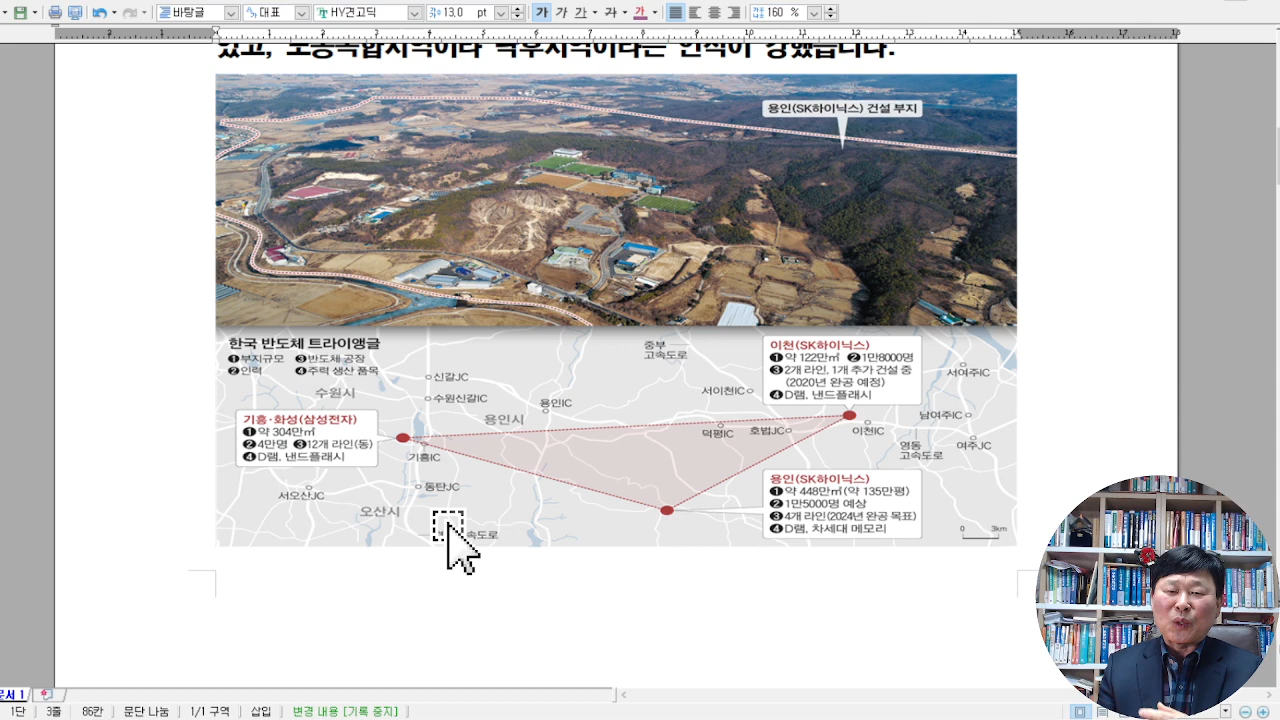 바탕글 대표 HY견고딕 13.0 pt 가 가 가 가 가 160 %
용인(SK하이닉스) 건설 부지
한국 반도체 트라이앵글
❶부지규모 ❸반도체 공장
❷인력 ❹주력 생산 품목
수원시
신갈JC
수원신갈IC
용인시
용인IC
중부
고속도로
서이천IC
덕평IC
호법JC
이천(SK하이닉스)
❶약 122만㎡ ❷1만8000명
❸2개 라인, 1개 추가 건설 중
(2020년 완공 예정)
❹D램, 낸드플래시
서여주IC
남여주IC
이천IC
영동
고속도로
여주JC
기흥·화성(삼성전자)
❶약 304만㎡
❷4만명 ❸12개 라인(동)
❹D램, 낸드플래시
기흥IC
동탄JC
서오산JC
오산시
속도로
용인(SK하이닉스)
❶약 448만㎡(약 135만평)
❷1만5000명 예상
❸4개 라인(2024년 완공 목표)
❹D램, 차세대 메모리
0 3km
문서 1
1단 3쪽 86칸 문단 나눔 1/1 구역 삽입 변경 내용 [기록 중지]